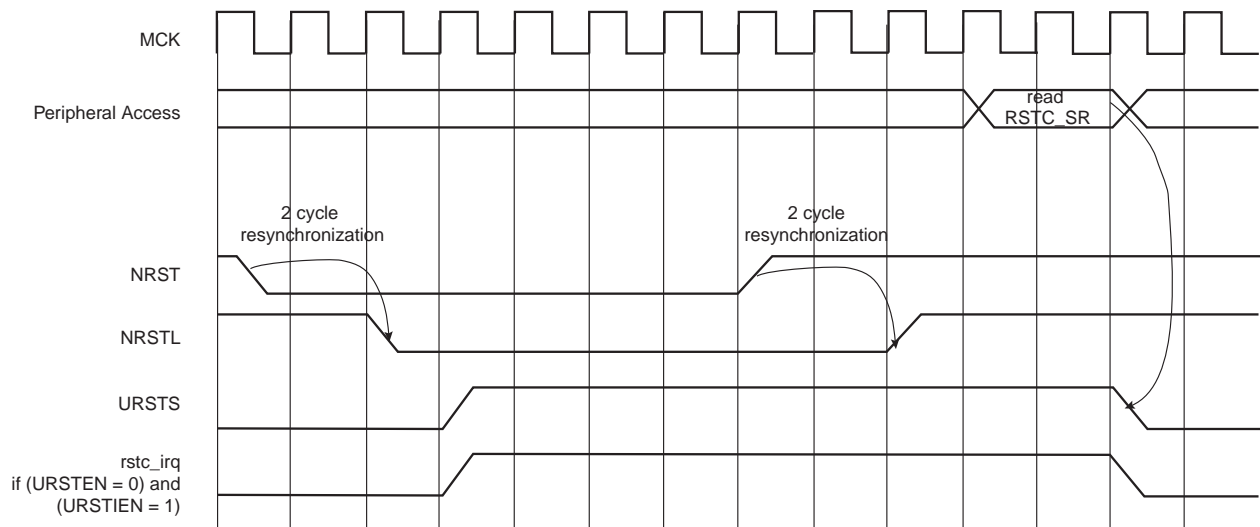 MCK
Peripheral Access
read
RSTC_SR
2 cycle
resynchronization
2 cycle
resynchronization
NRST
NRSTL
URSTS
rstc_irq
if (URSTEN = 0) and
(URSTIEN = 1)